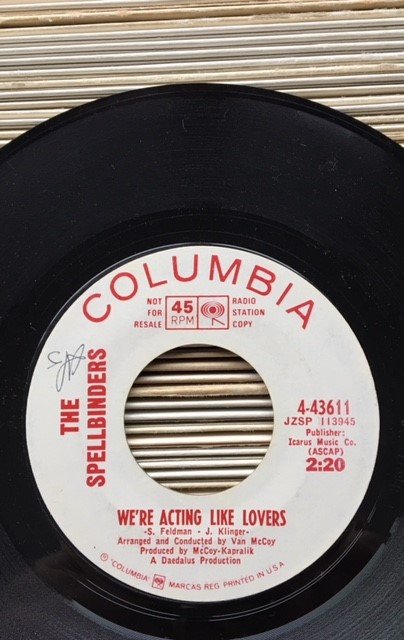 COLUMBIA
NOT FOR RESALE
45 RPM
RADIO STATION COPY
THE
SPELLBINDERS
4-43611
JZSP 113945
Publisher:
Icarus Music Co.
(ASCAP)
2:20
WE'RE ACTING LIKE LOVERS
-S. Feldman - J. Klinger-
Arranged and Conducted by Van McCoy
Produced by McCoy-Kapralik
A Daedalus Production
℗ "COLUMBIA" MARCAS REG. PRINTED IN U.S.A